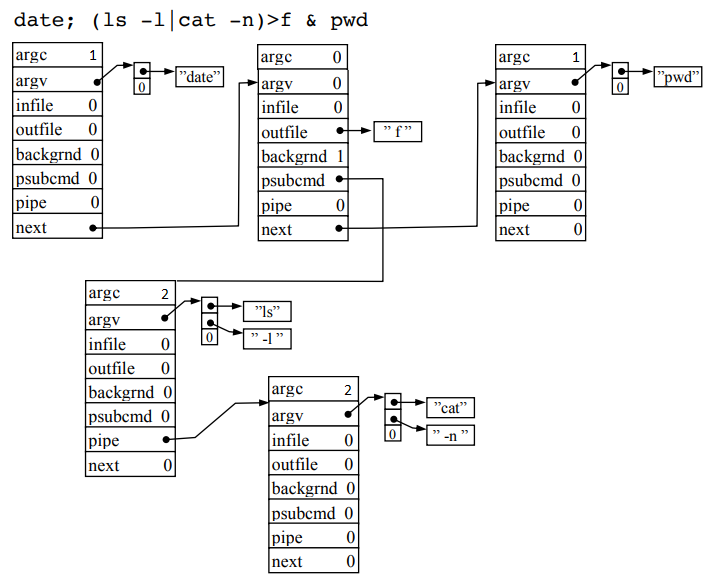 date; (ls -l|cat -n)>f & pwd
argc 1
argv
0
"date"
infile 0
outfile 0
backgrnd 0
psubcmd 0
pipe 0
next
argc 0
argv 0
infile 0
outfile
" f "
backgrnd 1
psubcmd
pipe 0
next
argc 1
argv
0
"pwd"
infile 0
outfile 0
backgrnd 0
psubcmd 0
pipe 0
next 0
argc 2
argv
0
"ls"
" -l "
infile 0
outfile 0
backgrnd 0
psubcmd 0
pipe
next 0
argc 2
argv
0
"cat"
" -n "
infile 0
outfile 0
backgrnd 0
psubcmd 0
pipe 0
next 0